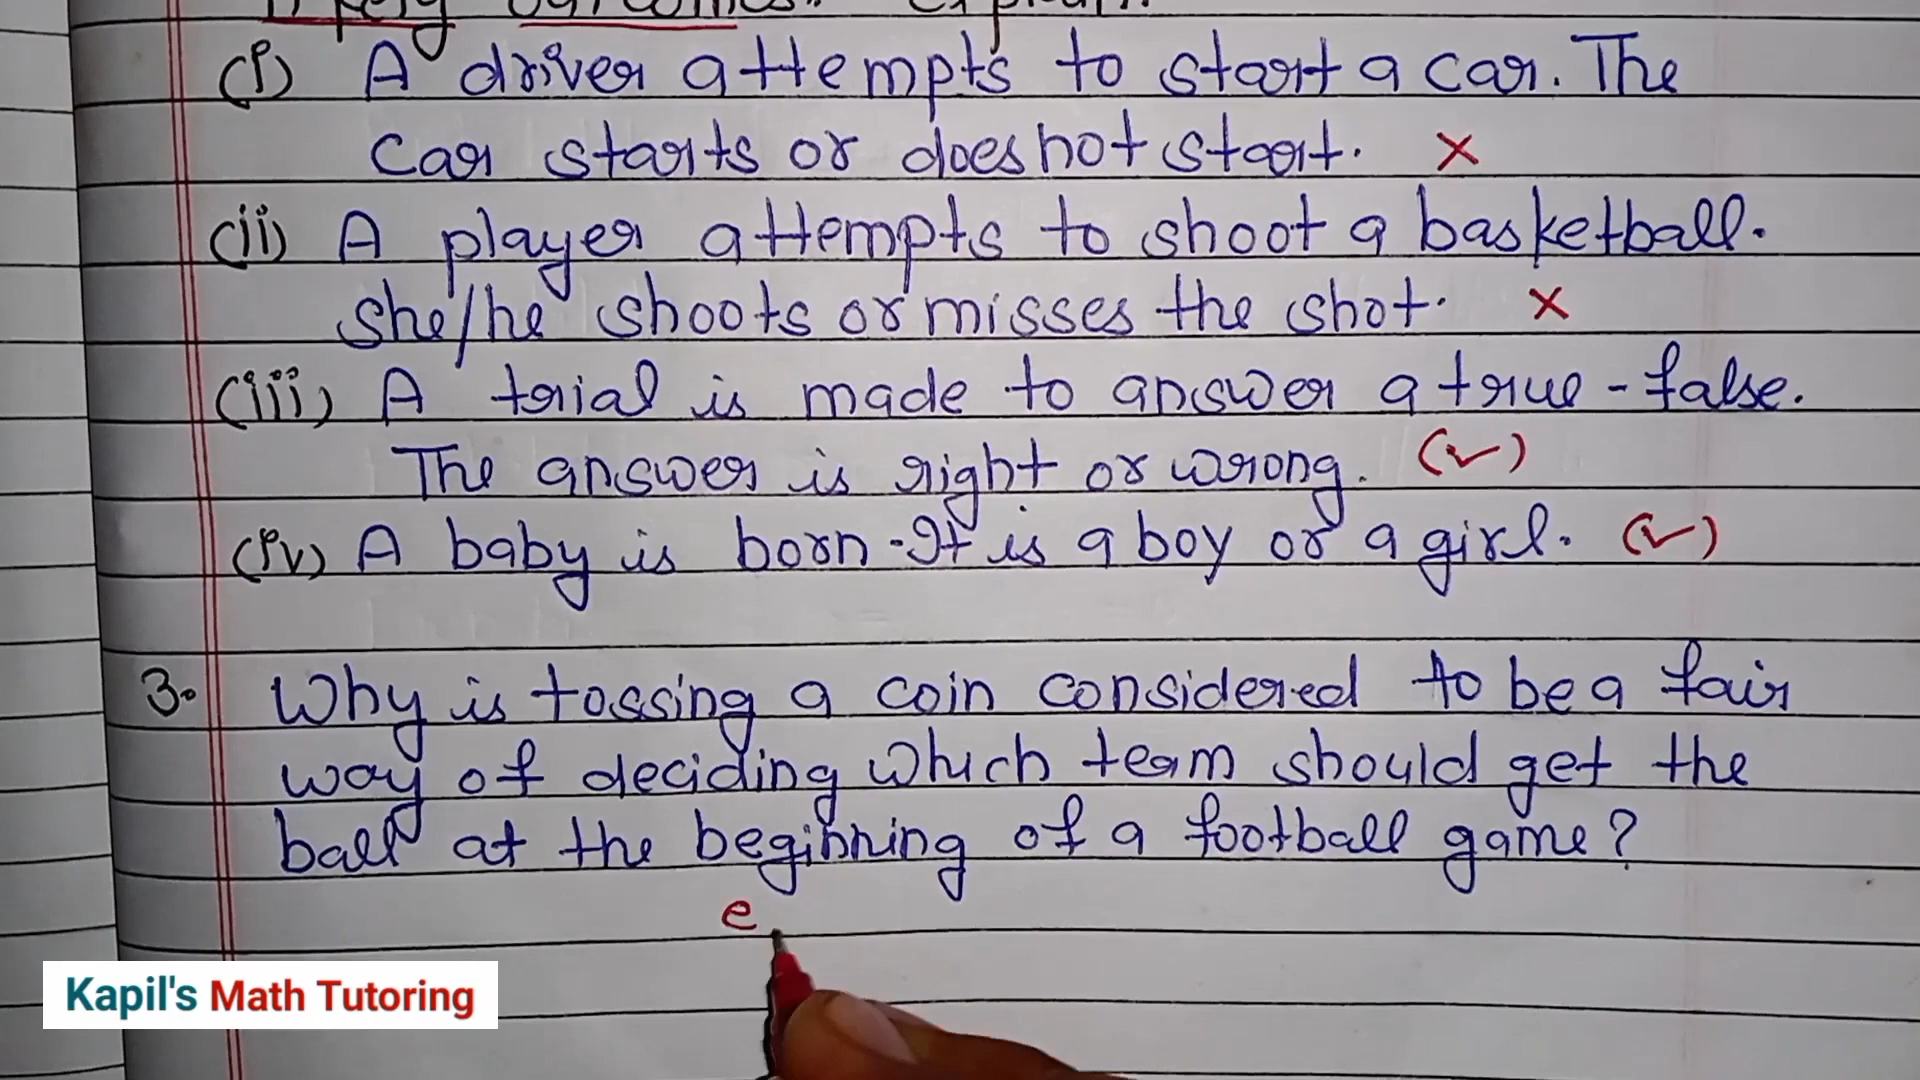 likely outcomes? Explain.
(i) A driver attempts to start a car. The
car starts or does not start. ×
(ii) A player attempts to shoot a basketball.
she/he shoots or misses the shot. ×
(iii) A trial is made to answer a true-false.
The answer is right or wrong. (✓)
(iv) A baby is born. It is a boy or a girl. (✓)
3. Why is tossing a coin considered to be a fair
way of deciding which team should get the
ball at the beginning of a football game?
e
Kapil's Math Tutoring